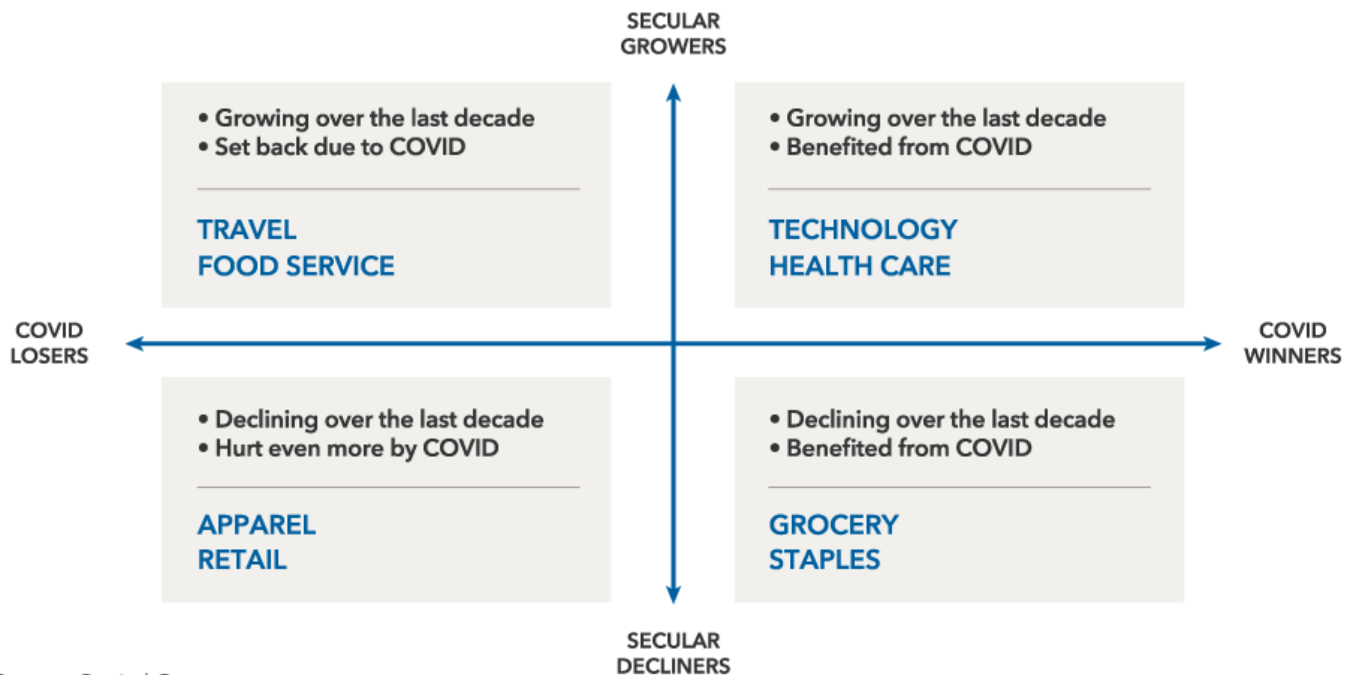 SECULAR
GROWERS
• Growing over the last decade
• Set back due to COVID
TRAVEL
FOOD SERVICE
• Growing over the last decade
• Benefited from COVID
TECHNOLOGY
HEALTH CARE
COVID
LOSERS
COVID
WINNERS
• Declining over the last decade
• Hurt even more by COVID
APPAREL
RETAIL
• Declining over the last decade
• Benefited from COVID
GROCERY
STAPLES
SECULAR
DECLINERS